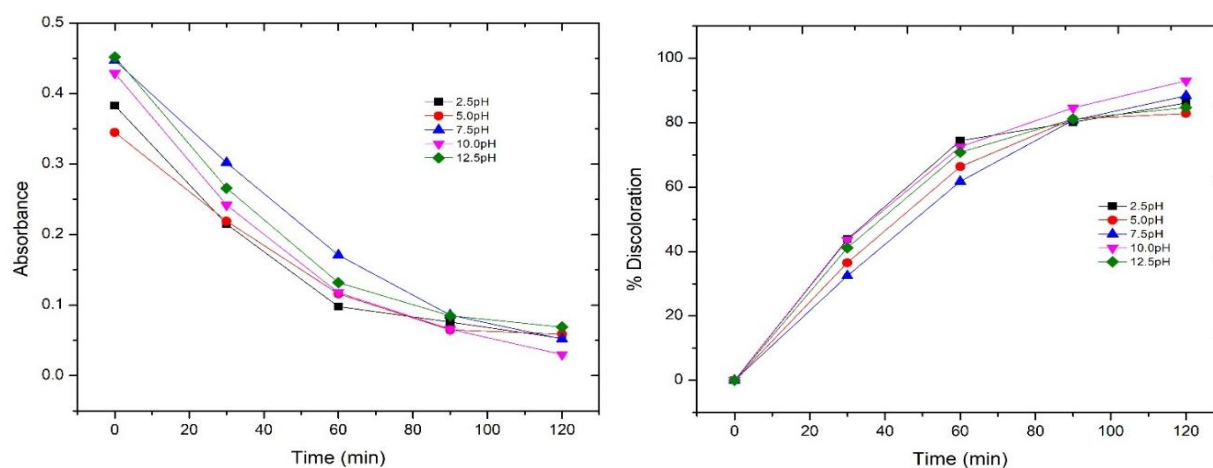 0.5
0.4
0.3
0.2
0.1
0.0
Absorbance
0 20 40 60 80 100 120
Time (min)
2.5pH
5.0pH
7.5pH
10.0pH
12.5pH
100
80
60
40
20
0
% Discoloration
0 20 40 60 80 100 120
Time (min)
2.5pH
5.0pH
7.5pH
10.0pH
12.5pH